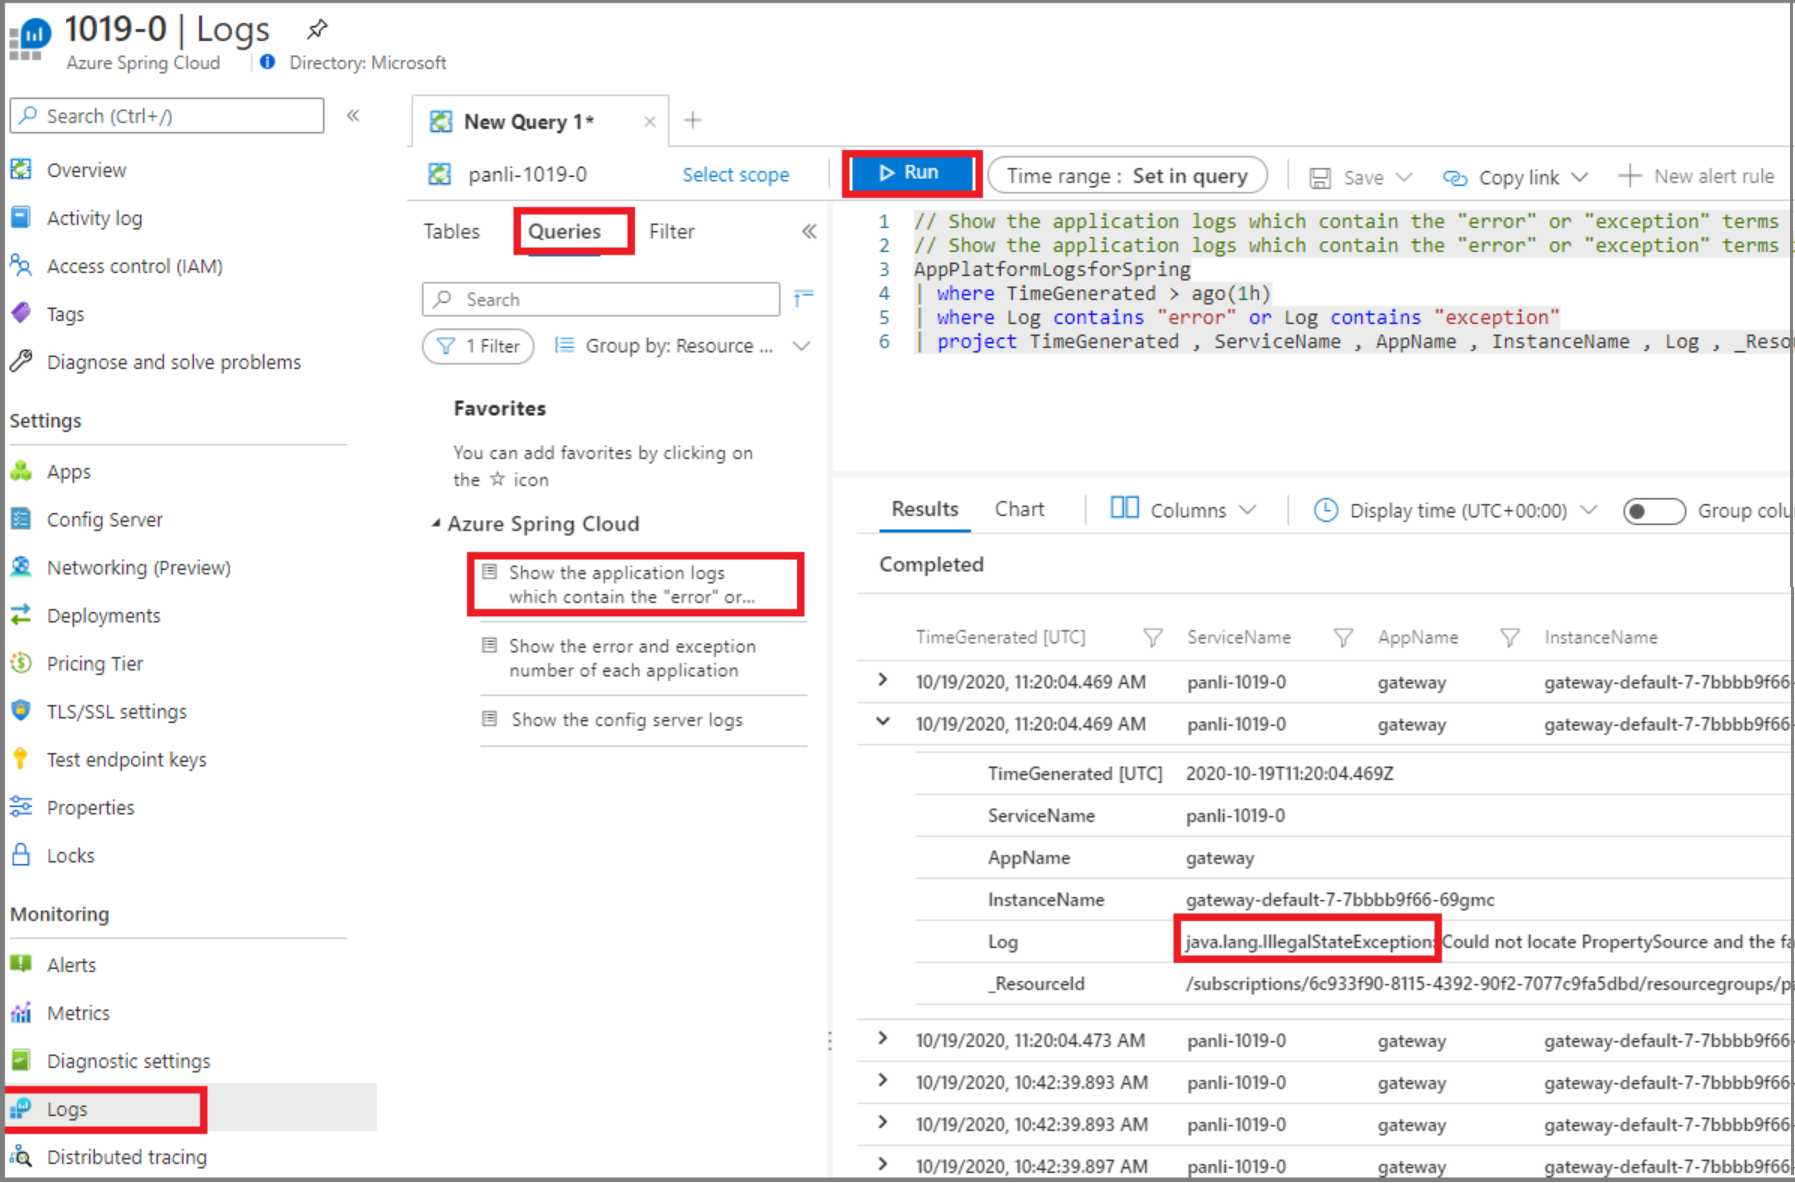 1019-0 | Logs
Azure Spring Cloud
Directory: Microsoft
Search (Ctrl+/)
«
Overview
Activity log
Access control (IAM)
Tags
Diagnose and solve problems
Settings
Apps
Config Server
Networking (Preview)
Deployments
Pricing Tier
TLS/SSL settings
Test endpoint keys
Properties
Locks
Monitoring
Alerts
Metrics
Diagnostic settings
Logs
Distributed tracing
New Query 1*
panli-1019-0 Select scope
Run
Time range : Set in query
Save
Copy link
New alert rule
Tables Queries Filter «
Search
1 Filter
Group by: Resource ...
Favorites
You can add favorites by clicking on
the ☆ icon
Azure Spring Cloud
Show the application logs
which contain the "error" or...
Show the error and exception
number of each application
Show the config server logs
1 // Show the application logs which contain the "error" or "exception" terms
2 // Show the application logs which contain the "error" or "exception" terms
3 AppPlatformLogsforSpring
4 | where TimeGenerated > ago(1h)
5 | where Log contains "error" or Log contains "exception"
6 | project TimeGenerated , ServiceName , AppName , InstanceName , Log , _Reso
Results Chart Columns Display time (UTC+00:00) Group colu
Completed
TimeGenerated [UTC] ServiceName AppName InstanceName
10/19/2020, 11:20:04.469 AM panli-1019-0 gateway gateway-default-7-7bbbb9f66-
10/19/2020, 11:20:04.469 AM panli-1019-0 gateway gateway-default-7-7bbbb9f66-
TimeGenerated [UTC] 2020-10-19T11:20:04.469Z
ServiceName panli-1019-0
AppName gateway
InstanceName gateway-default-7-7bbbb9f66-69gmc
Log java.lang.IllegalStateException: Could not locate PropertySource and the fa
_ResourceId /subscriptions/6c933f90-8115-4392-90f2-7077c9fa5dbd/resourcegroups/p
10/19/2020, 11:20:04.473 AM panli-1019-0 gateway gateway-default-7-7bbbb9f66-
10/19/2020, 10:42:39.893 AM panli-1019-0 gateway gateway-default-7-7bbbb9f66-
10/19/2020, 10:42:39.893 AM panli-1019-0 gateway gateway-default-7-7bbbb9f66-
10/19/2020, 10:42:39.897 AM panli-1019-0 gateway gateway-default-7-7bbbb9f66-